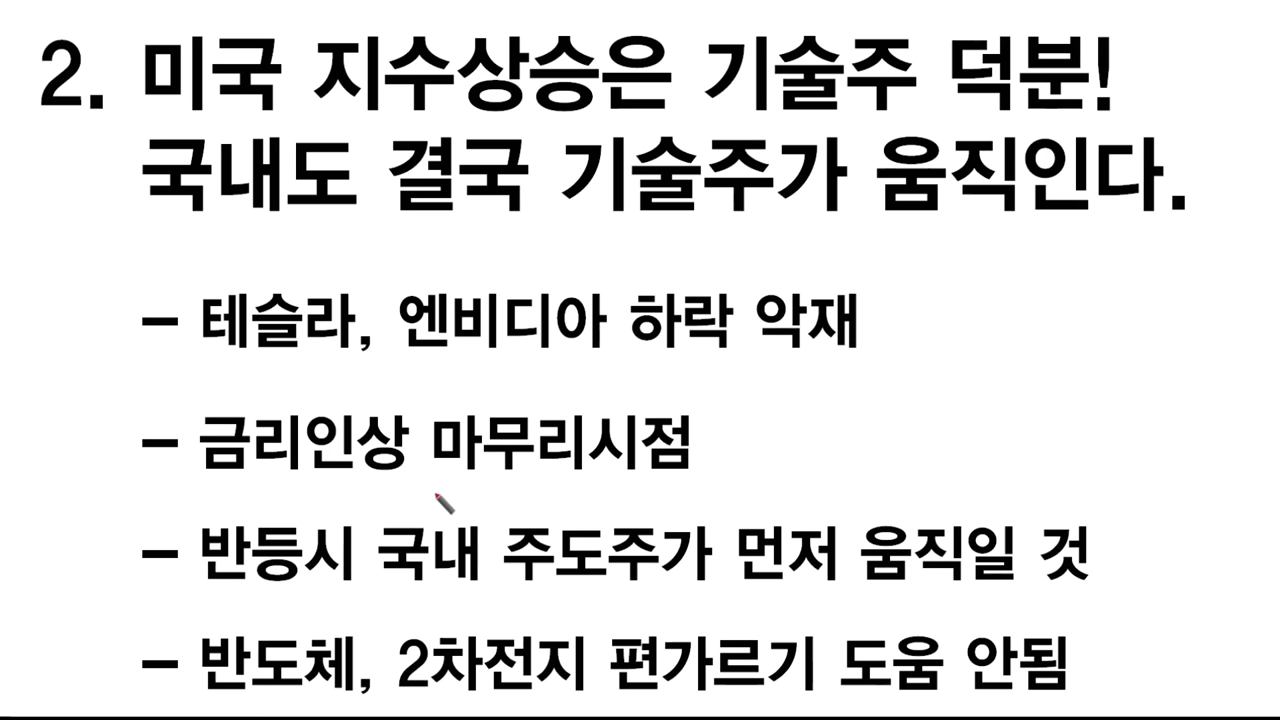 2. 미국 지수상승은 기술주 덕분!
국내도 결국 기술주가 움직인다.
– 테슬라, 엔비디아 하락 악재
– 금리인상 마무리시점
– 반등시 국내 주도주가 먼저 움직일 것
– 반도체, 2차전지 편가르기 도움 안됨